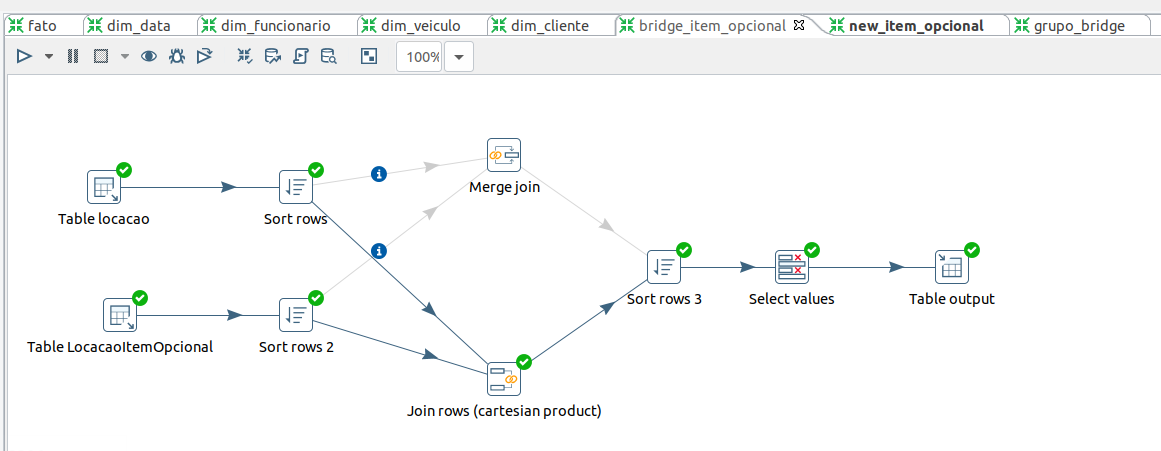 fato dim_data dim_funcionario dim_veiculo dim_cliente bridge_item_opcional new_item_opcional grupo_bridge
100%
Merge join
Table locacao
Sort rows
Sort rows 3
Select values
Table output
Table LocacaoItemOpcional
Sort rows 2
Join rows (cartesian product)